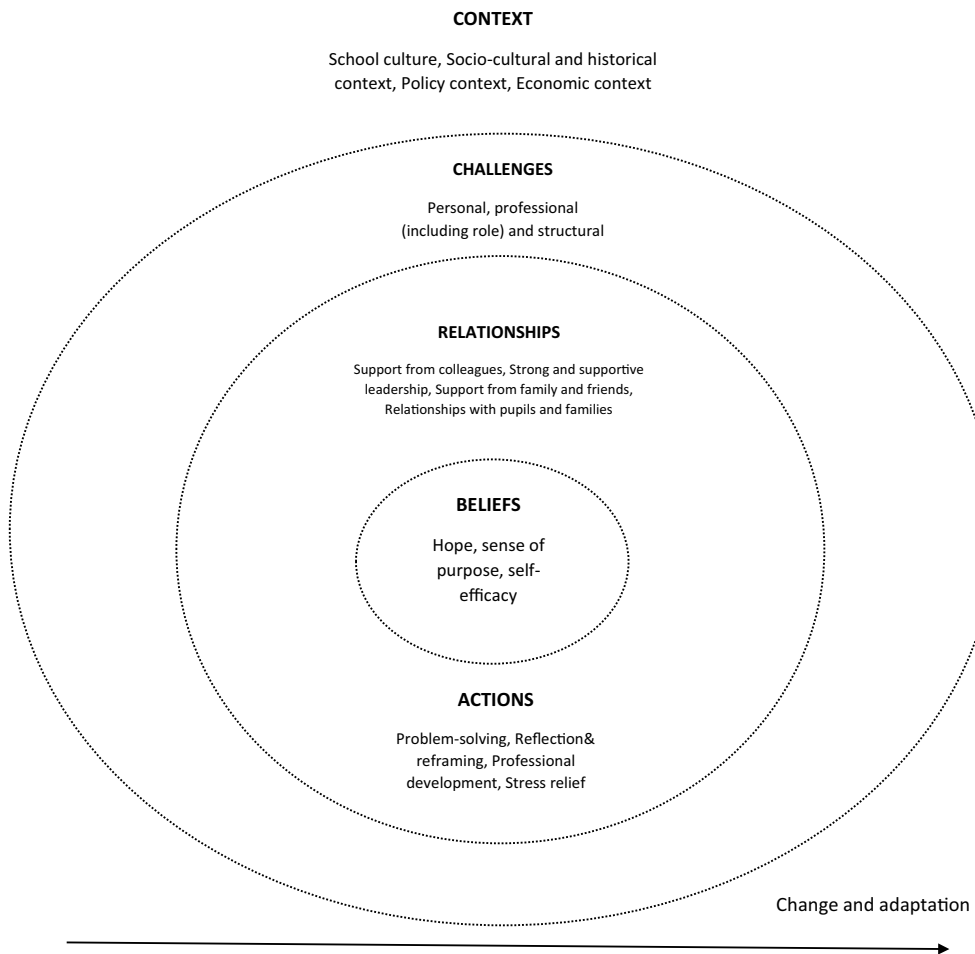 CONTEXT
School culture, Socio-cultural and historical
context, Policy context, Economic context
CHALLENGES
Personal, professional
(including role) and structural
RELATIONSHIPS
Support from colleagues, Strong and supportive
leadership, Support from family and friends,
Relationships with pupils and families
BELIEFS
Hope, sense of
purpose, self-
efficacy
ACTIONS
Problem-solving, Reflection&
reframing, Professional
development, Stress relief
Change and adaptation